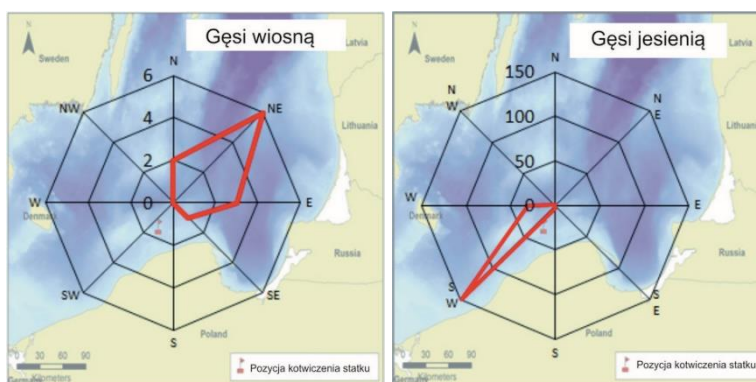 Gęsi wiosną
N
Sweden
Latvia
6
NW
NE
4
Lithuania
2
W
0
E
Denmark
Russia
SW
SE
Poland
S
0 30 60 90
Kilometers
Germany
Pozycja kotwiczenia statku
Gęsi jesienią
N
Sweden
Latvia
150
N
W
N
E
100
Lithuania
50
W
0
E
Denmark
Russia
S
W
S
E
Poland
S
0 30 60 90
Kilometers
Pozycja kotwiczenia statku